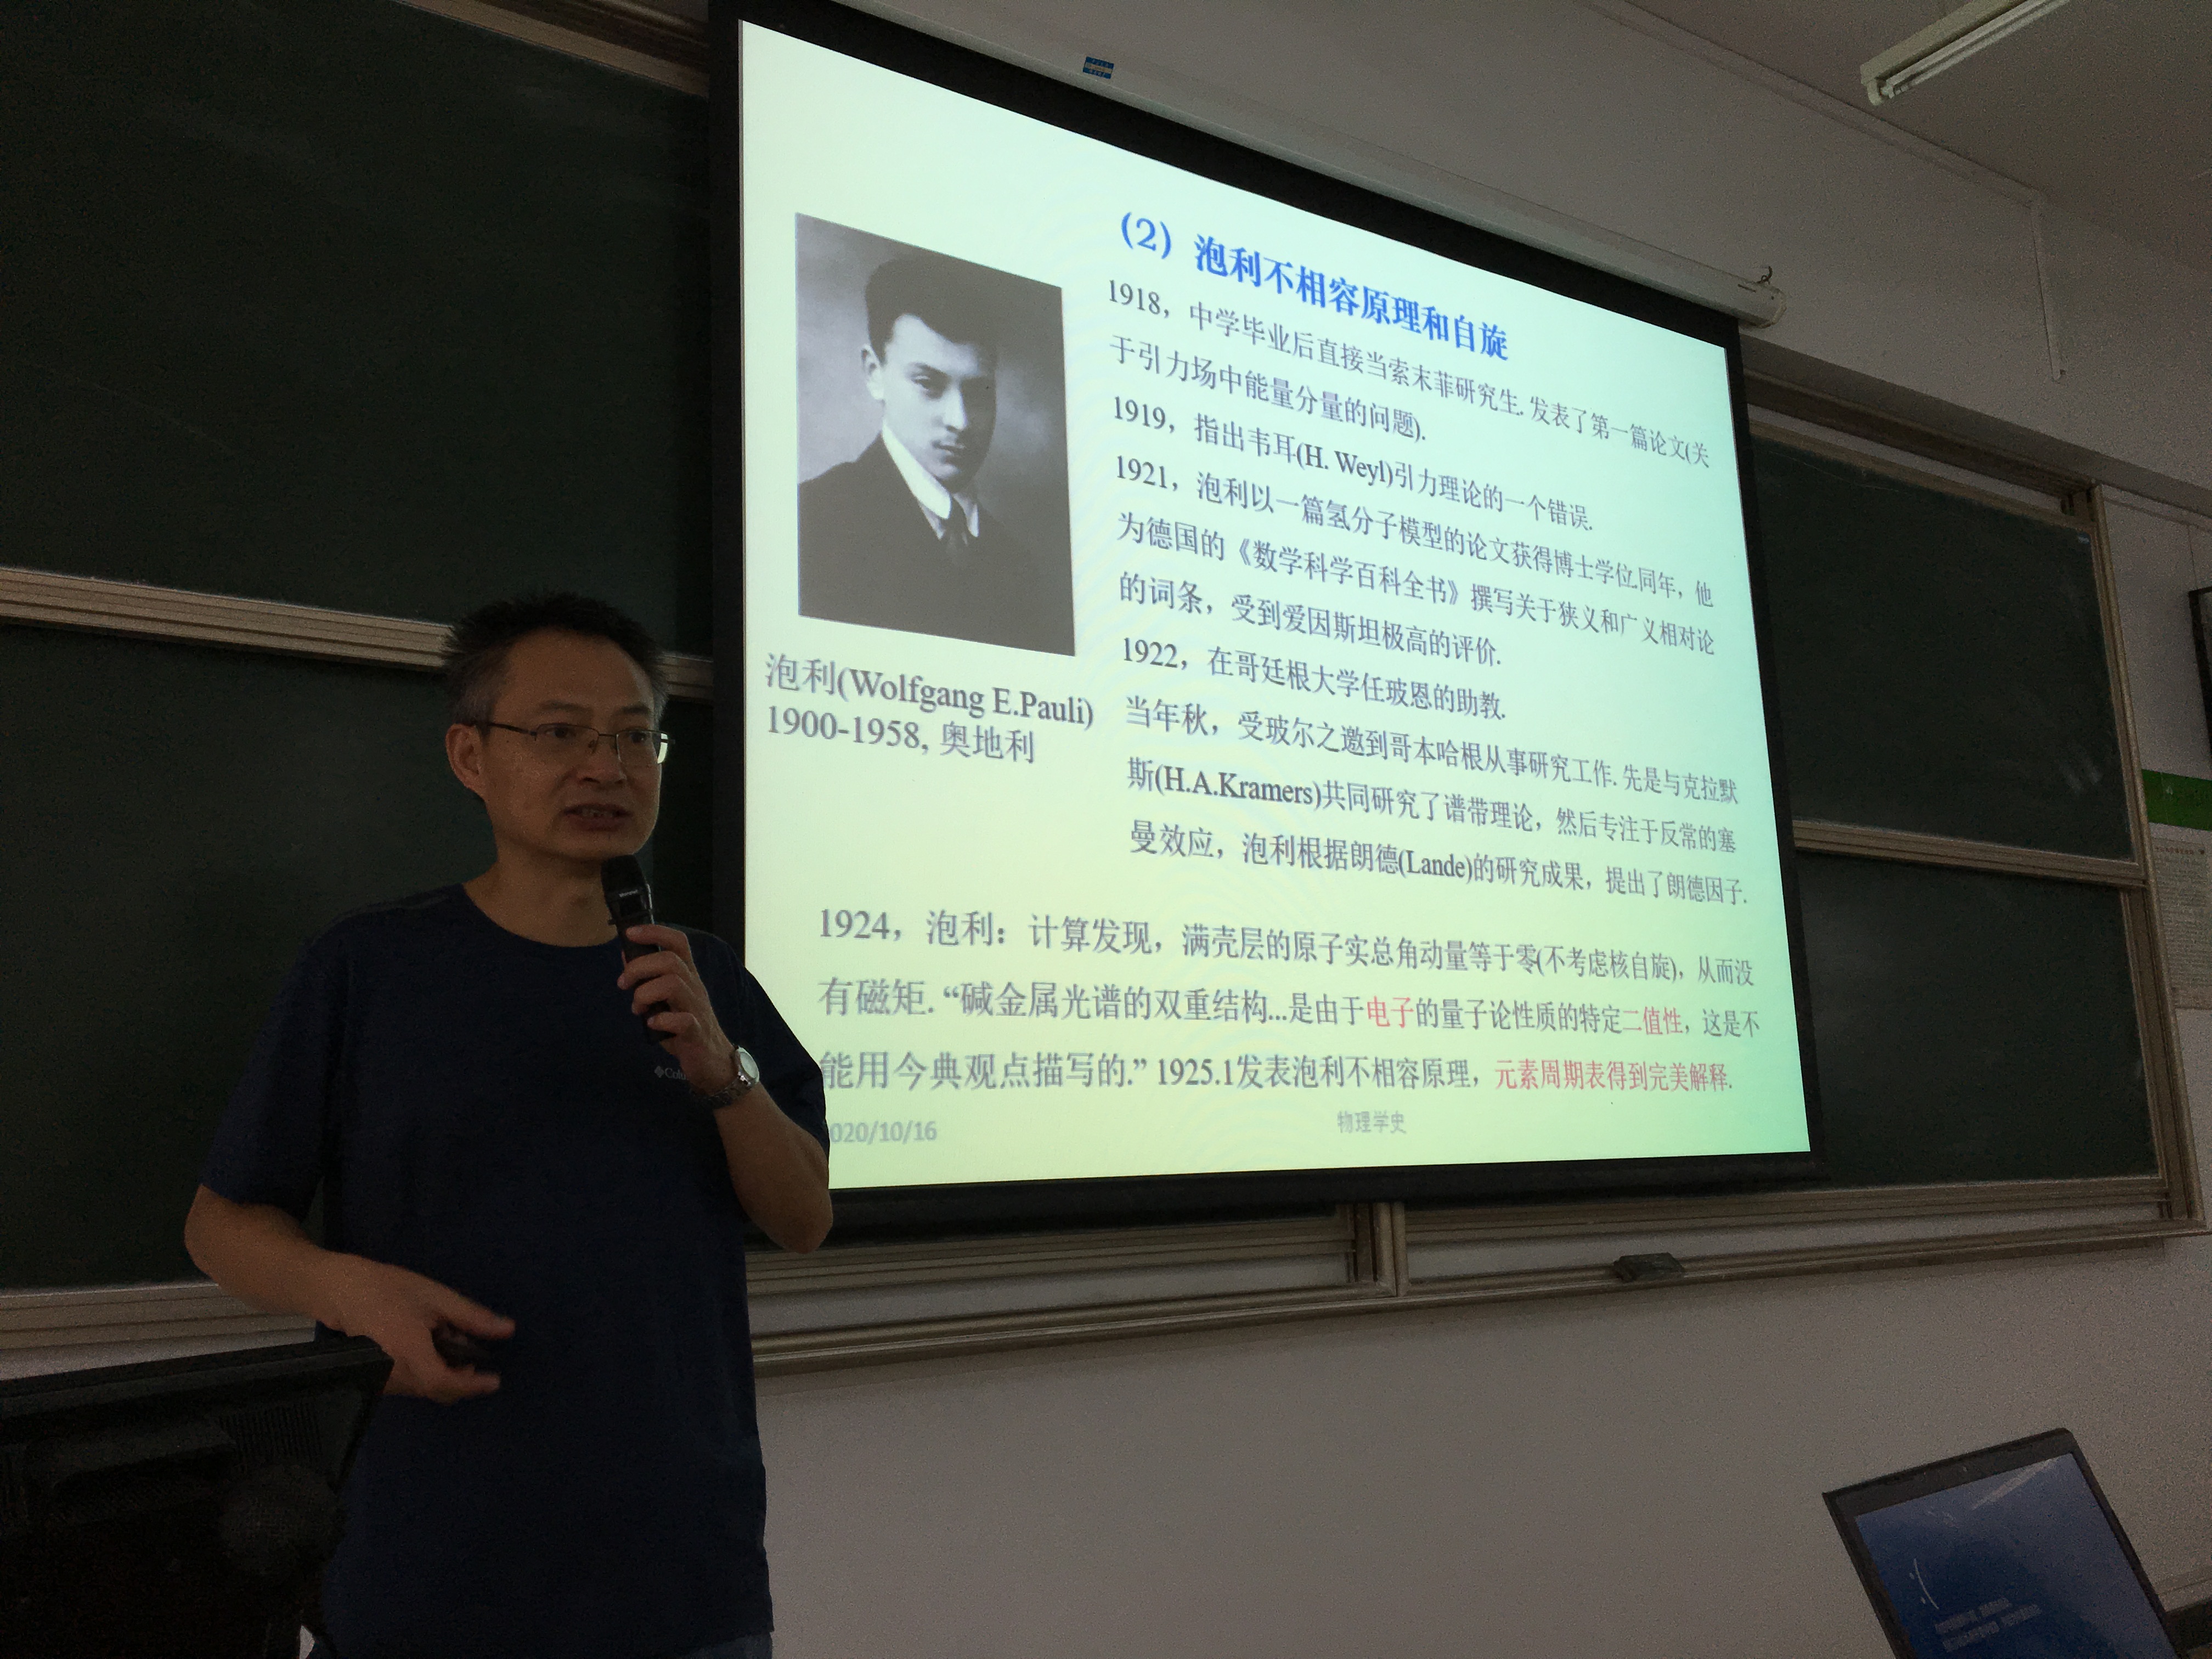 (2) 泡利不相容原理和自旋
1918，中学毕业后直接当索末菲研究生. 发表了第一篇论文(关
于引力场中能量分量的问题).
1919，指出韦耳(H. Weyl)引力理论的一个错误.
1921，泡利以一篇氢分子模型的论文获得博士学位.同年，他
为德国的《数学科学百科全书》撰写关于狭义和广义相对论
的词条，受到爱因斯坦极高的评价.
1922，在哥廷根大学任玻恩的助教.
当年秋，受玻尔之邀到哥本哈根从事研究工作. 先是与克拉默
斯(H.A.Kramers)共同研究了谱带理论，然后专注于反常的塞
曼效应，泡利根据朗德(Lande)的研究成果，提出了朗德因子.
泡利(Wolfgang E.Pauli)
1900-1958, 奥地利
1924，泡利：计算发现，满壳层的原子实总角动量等于零(不考虑核自旋)，从而没
有磁矩. “碱金属光谱的双重结构...是由于电子的量子论性质的特定二值性，这是不
能用今典观点描写的.” 1925.1发表泡利不相容原理，元素周期表得到完美解释.
020/10/16
物理学史
Colu